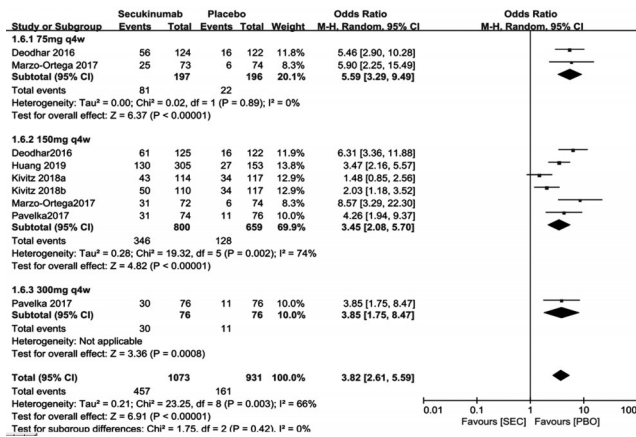 Secukinumab Placebo Odds Ratio Odds Ratio
Study or Subgroup Events Total Events Total Weight M-H. Random. 95% CI M-H. Random. 95% CI
1.6.1 75mg q4w
Deodhar 2016 56 124 16 122 11.8% 5.46 [2.90, 10.28]
Marzo-Ortega 2017 25 73 6 74 8.3% 5.90 [2.25, 15.49]
Subtotal (95% CI) 197 196 20.1% 5.59 [3.29, 9.49]
Total events 81 22
Heterogeneity: Tau² = 0.00; Chi² = 0.02, df = 1 (P = 0.89); I² = 0%
Test for overall effect: Z = 6.37 (P < 0.00001)
1.6.2 150mg q4w
Deodhar2016 61 125 16 122 11.9% 6.31 [3.36, 11.88]
Huang 2019 130 305 27 153 13.8% 3.47 [2.16, 5.57]
Kivitz 2018a 43 114 34 117 12.9% 1.48 [0.85, 2.56]
Kivitz 2018b 50 110 34 117 12.9% 2.03 [1.18, 3.52]
Marzo-Ortega2017 31 72 6 74 8.3% 8.57 [3.29, 22.30]
Pavelka2017 31 74 11 76 10.0% 4.26 [1.94, 9.37]
Subtotal (95% CI) 800 659 69.9% 3.45 [2.08, 5.70]
Total events 346 128
Heterogeneity: Tau² = 0.28; Chi² = 19.32, df = 5 (P = 0.002); I² = 74%
Test for overall effect: Z = 4.82 (P < 0.00001)
1.6.3 300mg q4w
Pavelka 2017 30 76 11 76 10.0% 3.85 [1.75, 8.47]
Subtotal (95% CI) 76 76 10.0% 3.85 [1.75, 8.47]
Total events 30 11
Heterogeneity: Not applicable
Test for overall effect: Z = 3.36 (P = 0.0008)
Total (95% CI) 1073 931 100.0% 3.82 [2.61, 5.59]
Total events 457 161
Heterogeneity: Tau² = 0.21; Chi² = 23.25, df = 8 (P = 0.003); I² = 66%
Test for overall effect: Z = 6.91 (P < 0.00001)
Test for subgroup differences: Chi² = 1.75, df = 2 (P = 0.42), I² = 0%
0.01 0.1 1 10 100
Favours [SEC] Favours [PBO]